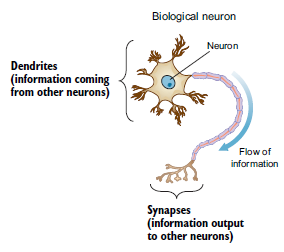 Biological neuron
Neuron
Dendrites
(information coming
from other neurons)
Flow of
information
Synapses
(information output
to other neurons)